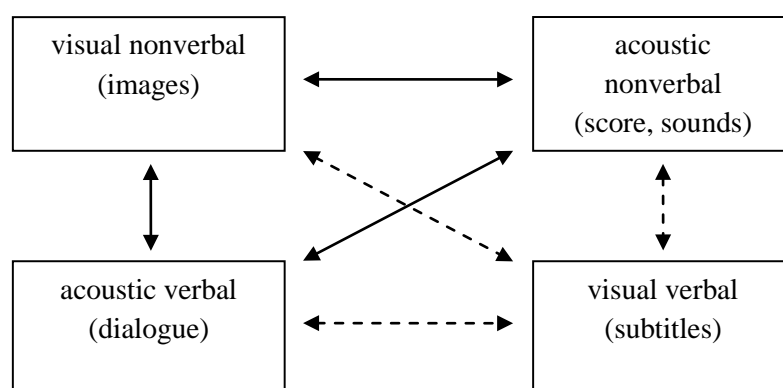 visual nonverbal
(images)
acoustic
nonverbal
(score, sounds)
acoustic verbal
(dialogue)
visual verbal
(subtitles)